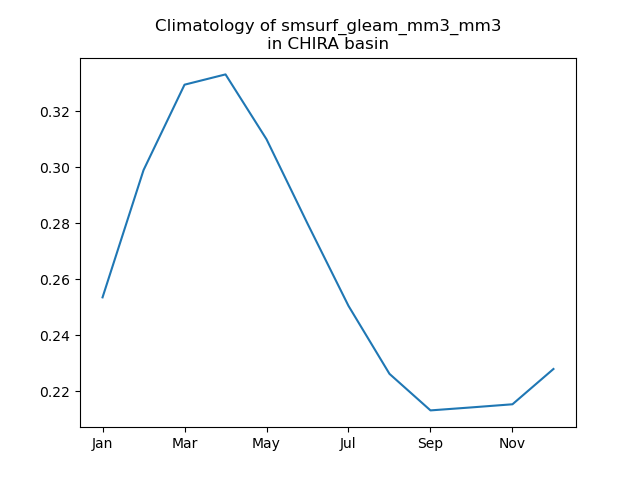 Climatology of smsurf_gleam_mm3_mm3
in CHIRA basin
0.32
0.30
0.28
0.26
0.24
0.22
Jan Mar May Jul Sep Nov